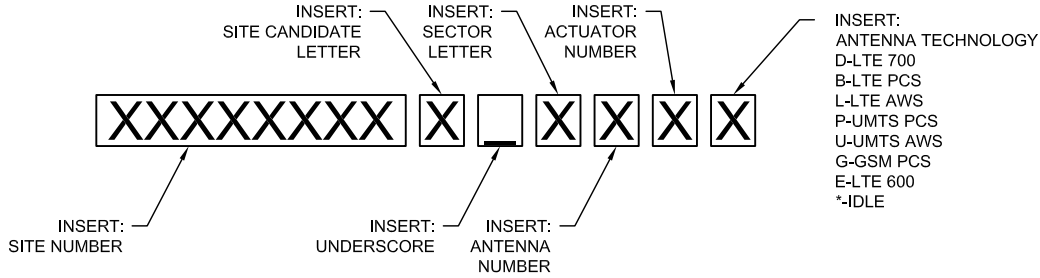 INSERT:
SITE CANDIDATE
LETTER
INSERT:
SECTOR
LETTER
INSERT:
ACTUATOR
NUMBER
INSERT:
ANTENNA TECHNOLOGY
D-LTE 700
B-LTE PCS
L-LTE AWS
P-UMTS PCS
U-UMTS AWS
G-GSM PCS
E-LTE 600
*-IDLE
XXXXXXXX X _ X X X X
INSERT:
SITE NUMBER
INSERT:
UNDERSCORE
INSERT:
ANTENNA
NUMBER